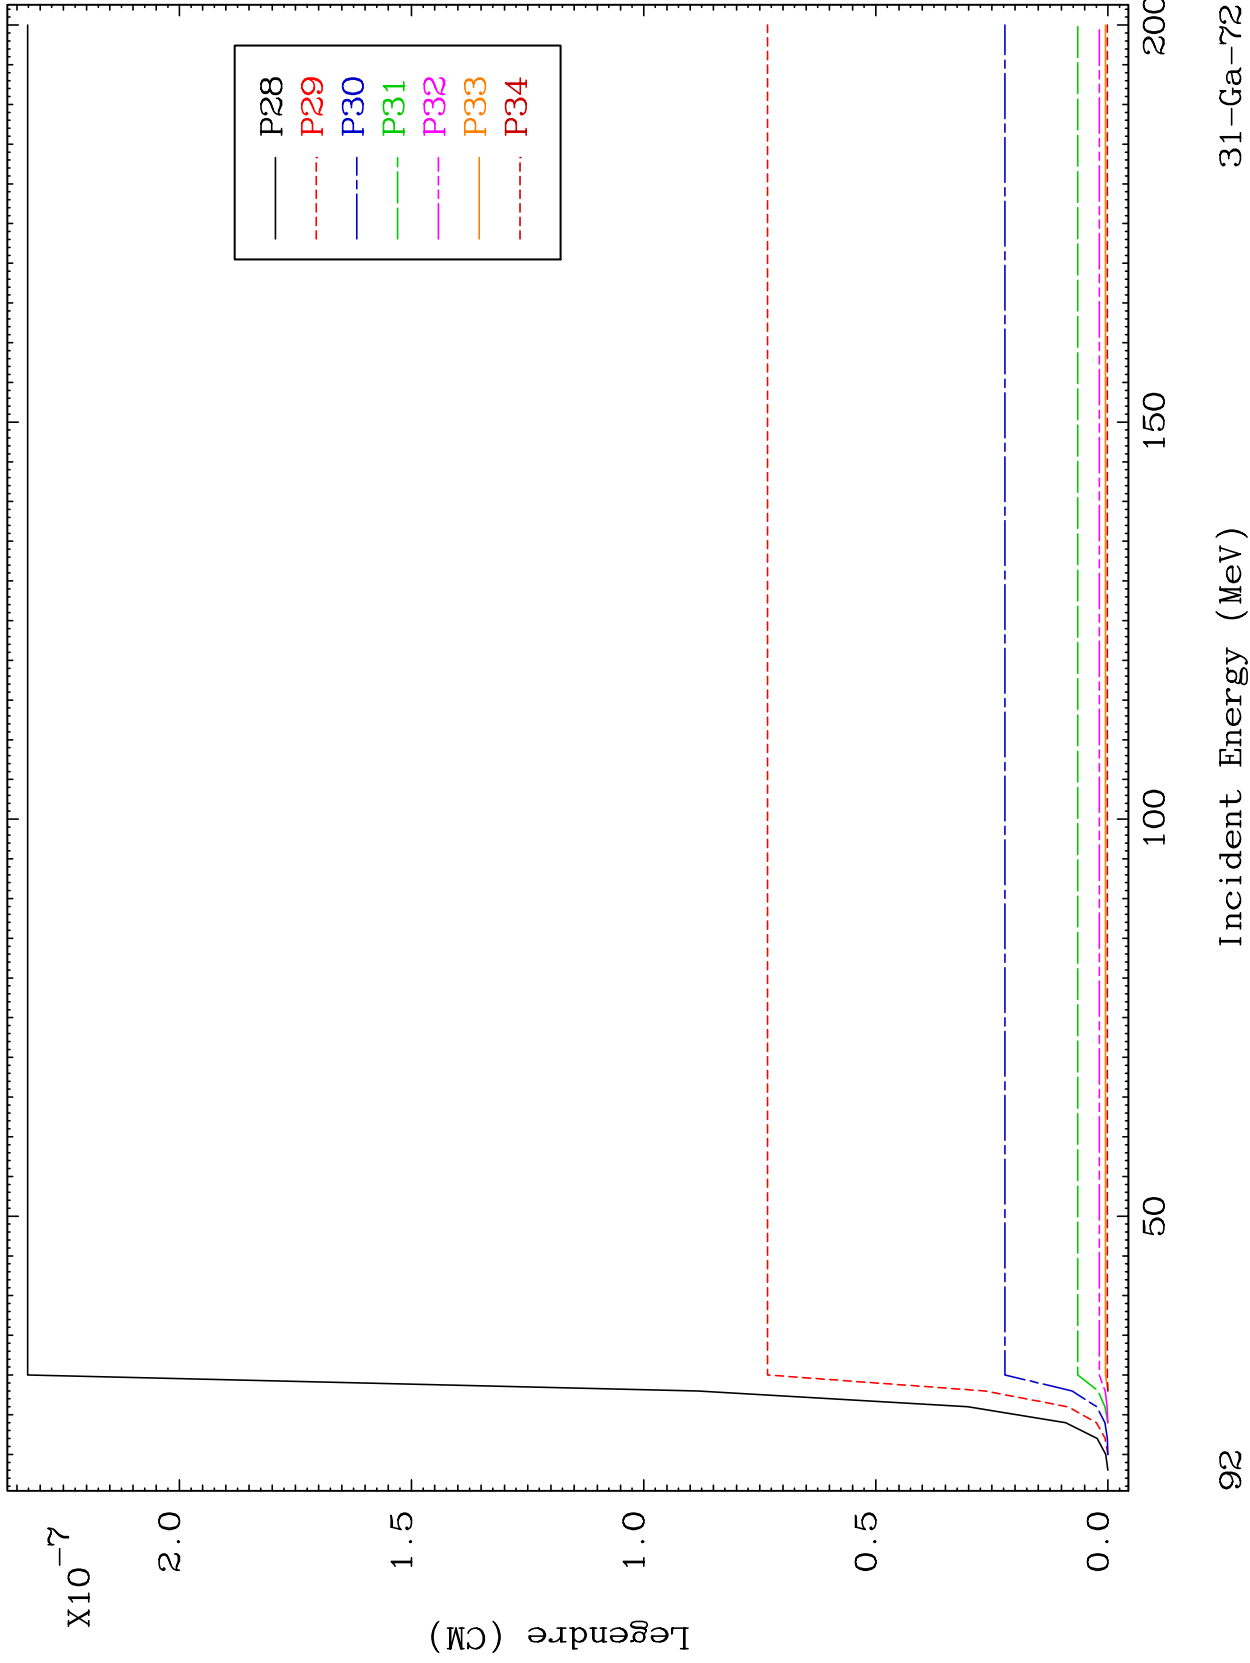 X10-7
2.0
1.5
1.0
0.5
0.0
Legendre (CM)
P28
P29
P30
P31
P32
P33
P34
50
100
150
200
92
Incident Energy (MeV)
31-Ga-72